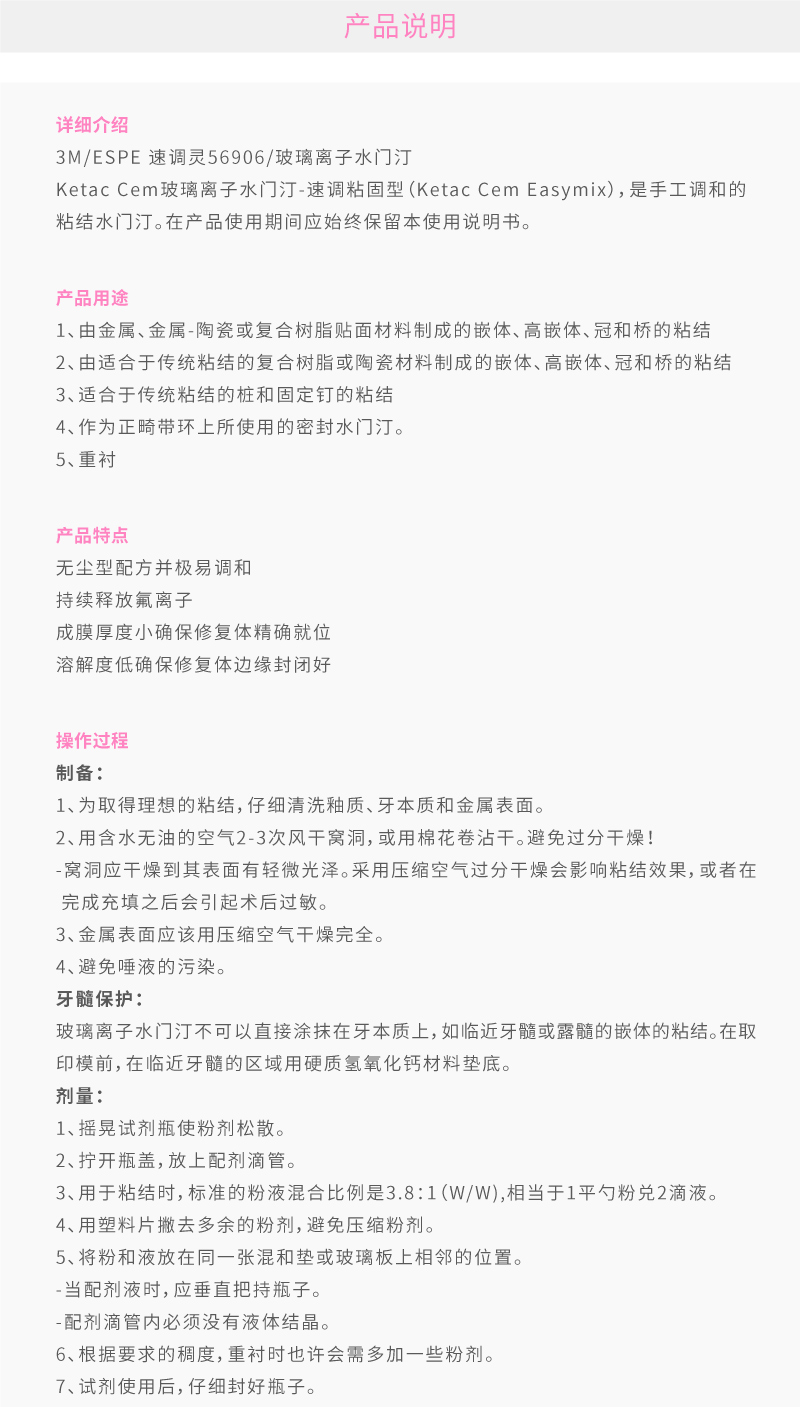 产品说明
详细介绍
3M/ESPE 速调灵56906/玻璃离子水门汀
Ketac Cem玻璃离子水门汀-速调粘固型(Ketac Cem Easymix),是手工调和的
粘结水门汀。在产品使用期间应始终保留本使用说明书。
产品用途
1、由金属、金属-陶瓷或复合树脂贴面材料制成的嵌体、高嵌体、冠和桥的粘结
2、由适合于传统粘结的复合树脂或陶瓷材料制成的嵌体、高嵌体、冠和桥的粘结
3、适合于传统粘结的桩和固定钉的粘结
4、作为正畸带环上所使用的密封水门汀。
5、重衬
产品特点
无尘型配方并极易调和
持续释放氟离子
成膜厚度小确保修复体精确就位
溶解度低确保修复体边缘封闭好
操作过程
制备:
1、为取得理想的粘结,仔细清洗釉质、牙本质和金属表面。
2、用含水无油的空气2-3次风干窝洞,或用棉花卷沾干。避免过分干燥!
-窝洞应干燥到其表面有轻微光泽。采用压缩空气过分干燥会影响粘结效果,或者在
完成充填之后会引起术后过敏。
3、金属表面应该用压缩空气干燥完全。
4、避免唾液的污染。
牙髓保护:
玻璃离子水门汀不可以直接涂抹在牙本质上,如临近牙髓或露髓的嵌体的粘结。在取
印模前,在临近牙髓的区域用硬质氢氧化钙材料垫底。
剂量:
1、摇晃试剂瓶使粉剂松散。
2、拧开瓶盖,放上配剂滴管。
3、用于粘结时,标准的粉液混合比例是3.8:1(W/W),相当于1平勺粉兑2滴液。
4、用塑料片撇去多余的粉剂,避免压缩粉剂。
5、将粉和液放在同一张混和垫或玻璃板上相邻的位置。
-当配剂液时,应垂直把持瓶子。
-配剂滴管内必须没有液体结晶。
6、根据要求的稠度,重衬时也许会需多加一些粉剂。
7、试剂使用后,仔细封好瓶子。